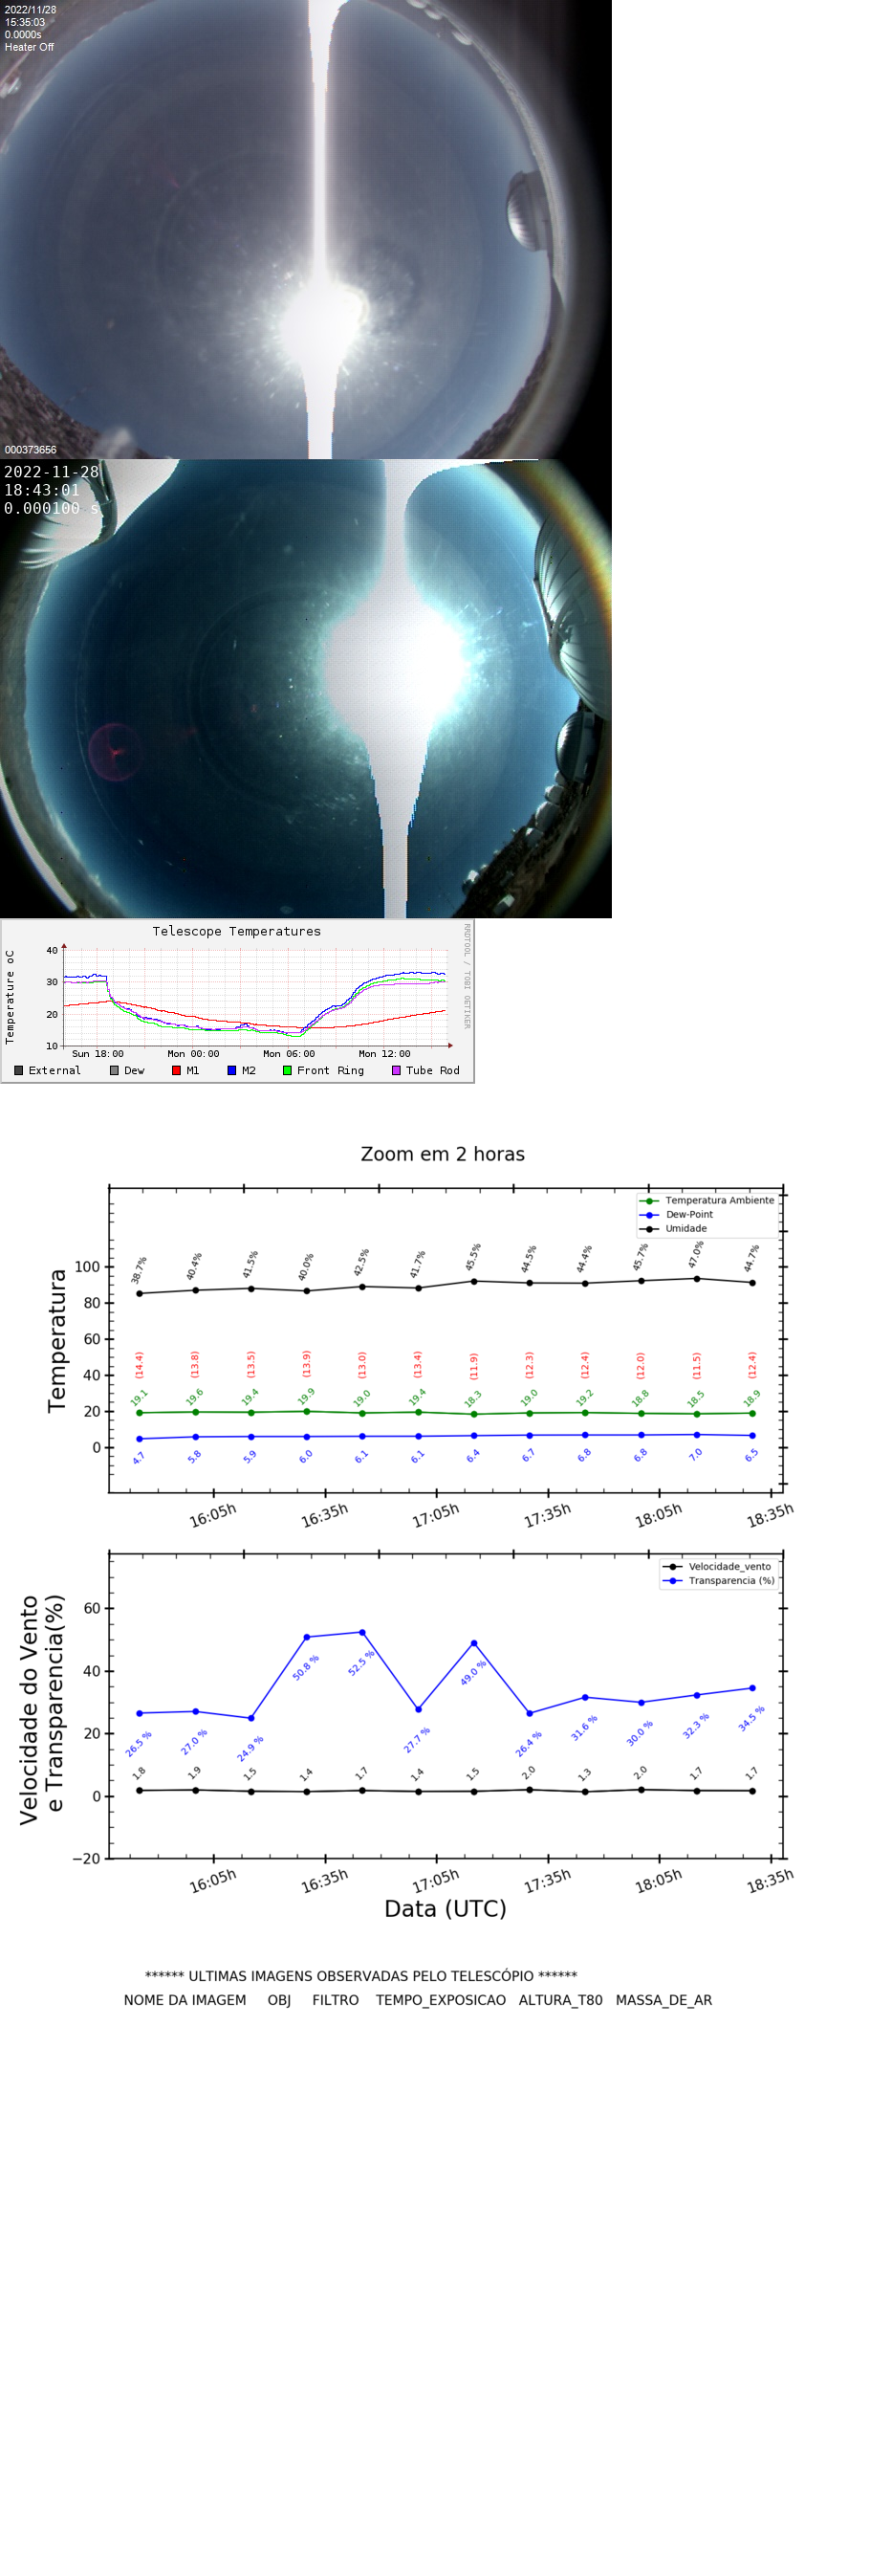 2022/11/28
15:35:03
0.0000s
Heater Off
000373656
2022-11-28
18:43:01
0.000100 s
Telescope Temperatures
RRDTOOL / TOBI OETIKER
Temperature oC
40
30
20
10
Sun 18:00 Mon 00:00 Mon 06:00 Mon 12:00
External Dew M1 M2 Front Ring Tube Rod
Zoom em 2 horas
Temperatura Ambiente
Dew-Point
Umidade
Temperatura
100
80
60
40
20
0
38.7% 40.4% 41.5% 40.0% 42.5% 41.7% 45.5% 44.5% 44.4% 45.7% 47.0% 44.7%
(14.4) (13.8) (13.5) (13.9) (13.0) (13.4) (11.9) (12.3) (12.4) (12.0) (11.5) (12.4)
19.1 19.6 19.4 19.9 19.0 19.4 18.3 19.0 19.2 18.8 18.5 18.9
4.7 5.8 5.9 6.0 6.1 6.1 6.4 6.7 6.8 6.8 7.0 6.5
16:05h 16:35h 17:05h 17:35h 18:05h 18:35h
Velocidade_vento
Transparencia (%)
Velocidade do Vento
e Transparencia(%)
60
40
20
0
−20
26.5 % 27.0 % 24.9 % 50.8 % 52.5 % 27.7 % 49.0 % 26.4 % 31.6 % 30.0 % 32.3 % 34.5 %
1.8 1.9 1.5 1.4 1.7 1.4 1.5 2.0 1.3 2.0 1.7 1.7
16:05h 16:35h 17:05h 17:35h 18:05h 18:35h
Data (UTC)
****** ULTIMAS IMAGENS OBSERVADAS PELO TELESCÓPIO ******
NOME DA IMAGEM OBJ FILTRO TEMPO_EXPOSICAO ALTURA_T80 MASSA_DE_AR